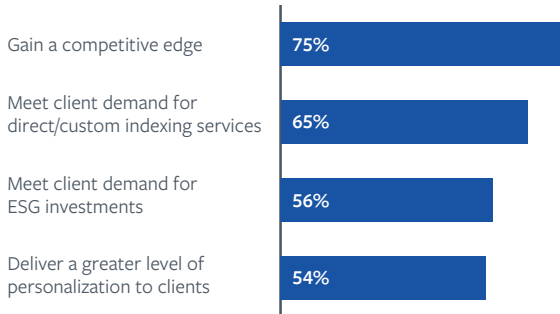 Gain a competitive edge
75%
Meet client demand for
direct/custom indexing services
65%
Meet client demand for
ESG investments
56%
Deliver a greater level of
personalization to clients
54%